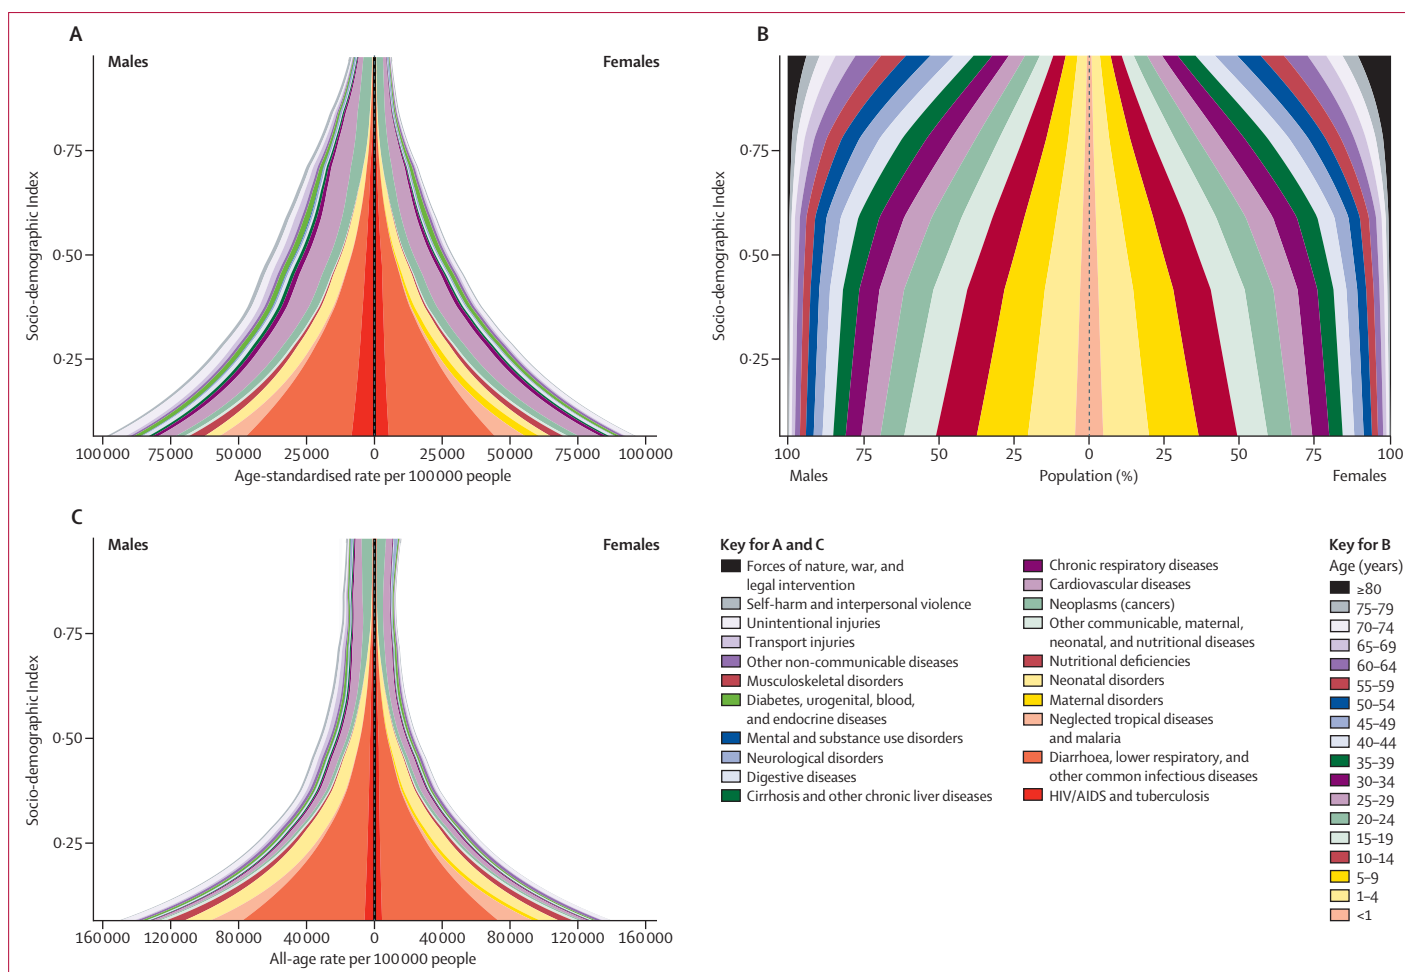 A
Males
Females
0·75
0·50
0·25
Socio-demographic Index
100 000 75 000 50 000 25 000 0 25 000 50 000 75 000 100 000
Age-standardised rate per 100 000 people
B
0·75
0·50
0·25
Socio-demographic Index
100 75 50 25 0 25 50 75 100
Males
Population (%)
Females
C
Males
Females
0·75
0·50
0·25
Socio-demographic Index
160 000 120 000 80 000 40 000 0 40 000 80 000 120 000 160 000
All-age rate per 100 000 people
Key for A and C
Forces of nature, war, and
legal intervention
Self-harm and interpersonal violence
Unintentional injuries
Transport injuries
Other non-communicable diseases
Musculoskeletal disorders
Diabetes, urogenital, blood,
and endocrine diseases
Mental and substance use disorders
Neurological disorders
Digestive diseases
Cirrhosis and other chronic liver diseases
Chronic respiratory diseases
Cardiovascular diseases
Neoplasms (cancers)
Other communicable, maternal,
neonatal, and nutritional diseases
Nutritional deficiencies
Neonatal disorders
Maternal disorders
Neglected tropical diseases
and malaria
Diarrhoea, lower respiratory, and
other common infectious diseases
HIV/AIDS and tuberculosis
Key for B
Age (years)
≥80
75–79
70–74
65–69
60–64
55–59
50–54
45–49
40–44
35–39
30–34
25–29
20–24
15–19
10–14
5–9
1–4
<1